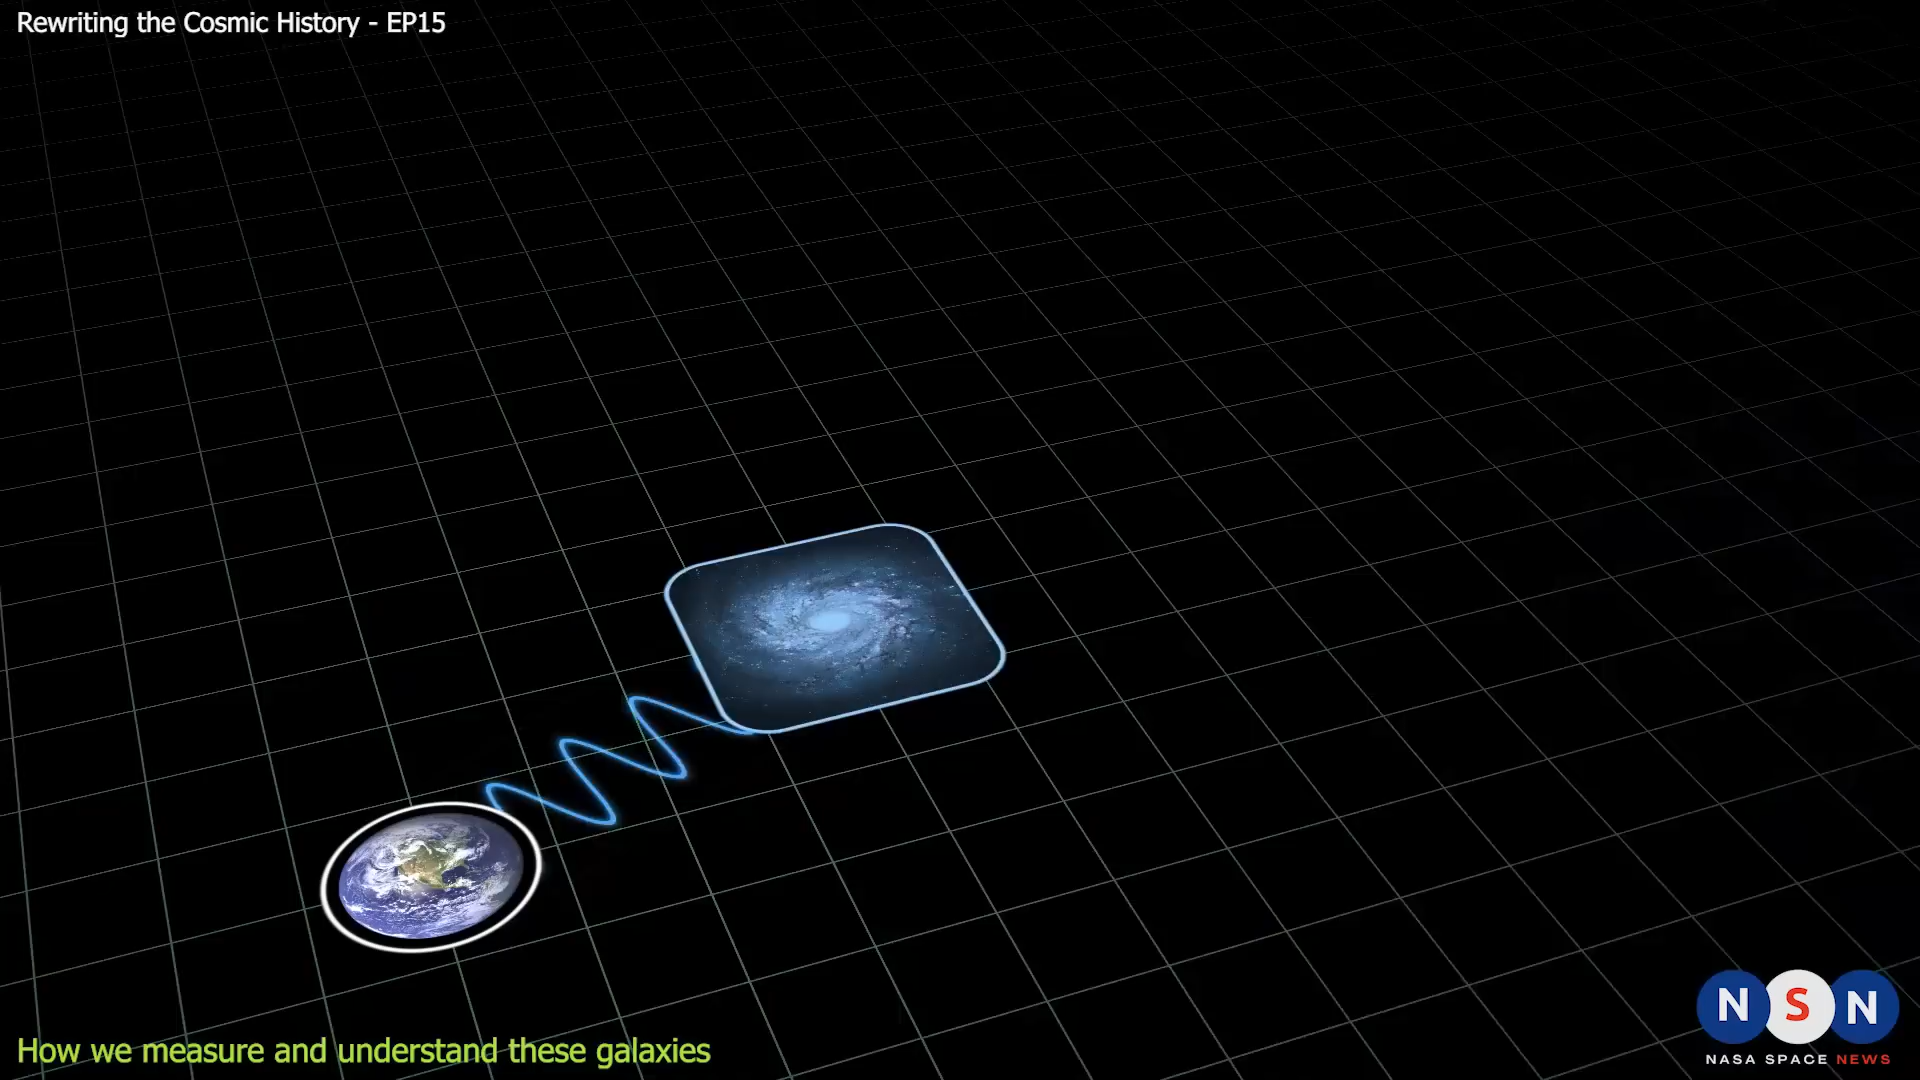 Rewriting the Cosmic History - EP15
How we measure and understand these galaxies
NSN
NASA SPACE NEWS